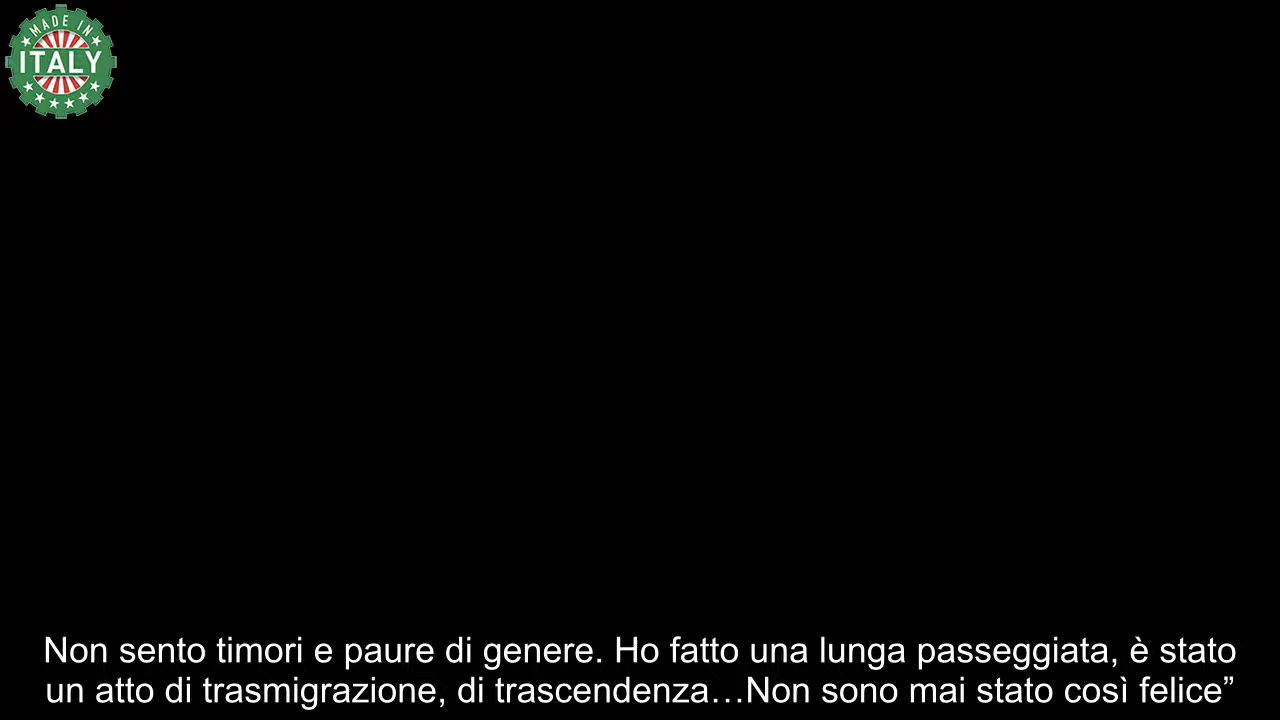 MADE IN
ITALY
Non sento timori e paure di genere. Ho fatto una lunga passeggiata, è stato
un atto di trasmigrazione, di trascendenza…Non sono mai stato così felice”